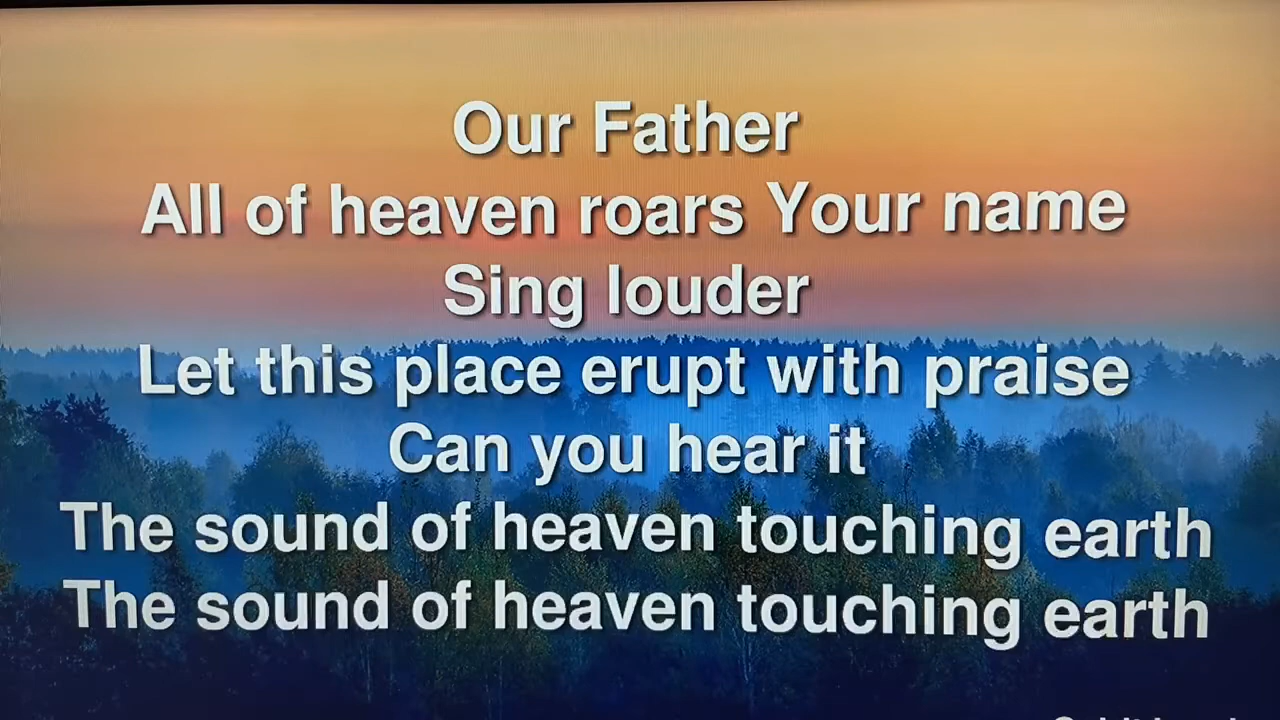 Our Father
All of heaven roars Your name
Sing louder
Let this place erupt with praise
Can you hear it
The sound of heaven touching earth
The sound of heaven touching earth